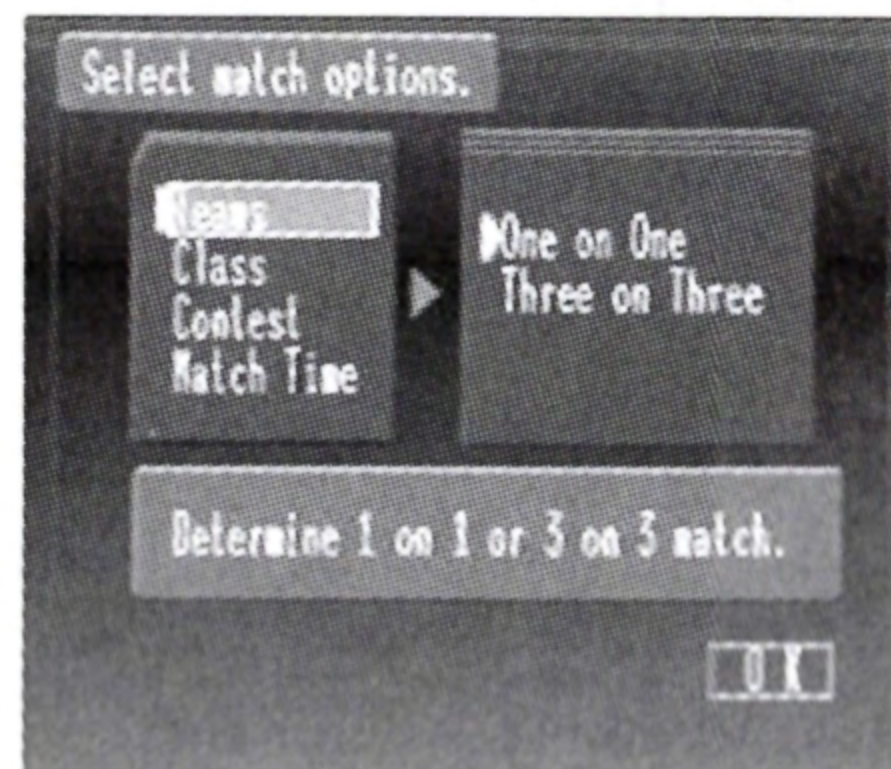 Select match options.
Teams
Class
Contest
Match Time
One on One
Three on Three
Determine 1 on 1 or 3 on 3 match.
OK